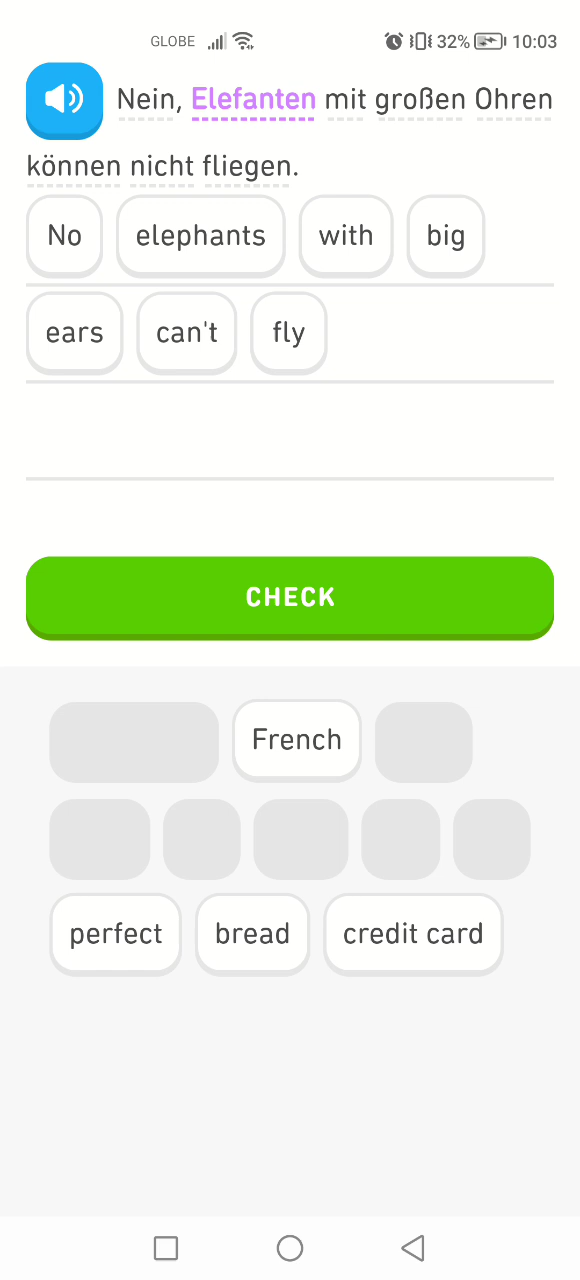 GLOBE 32% 10:03
Nein, Elefanten mit großen Ohren
können nicht fliegen.
No elephants with big
ears can't fly
CHECK
French
perfect bread credit card